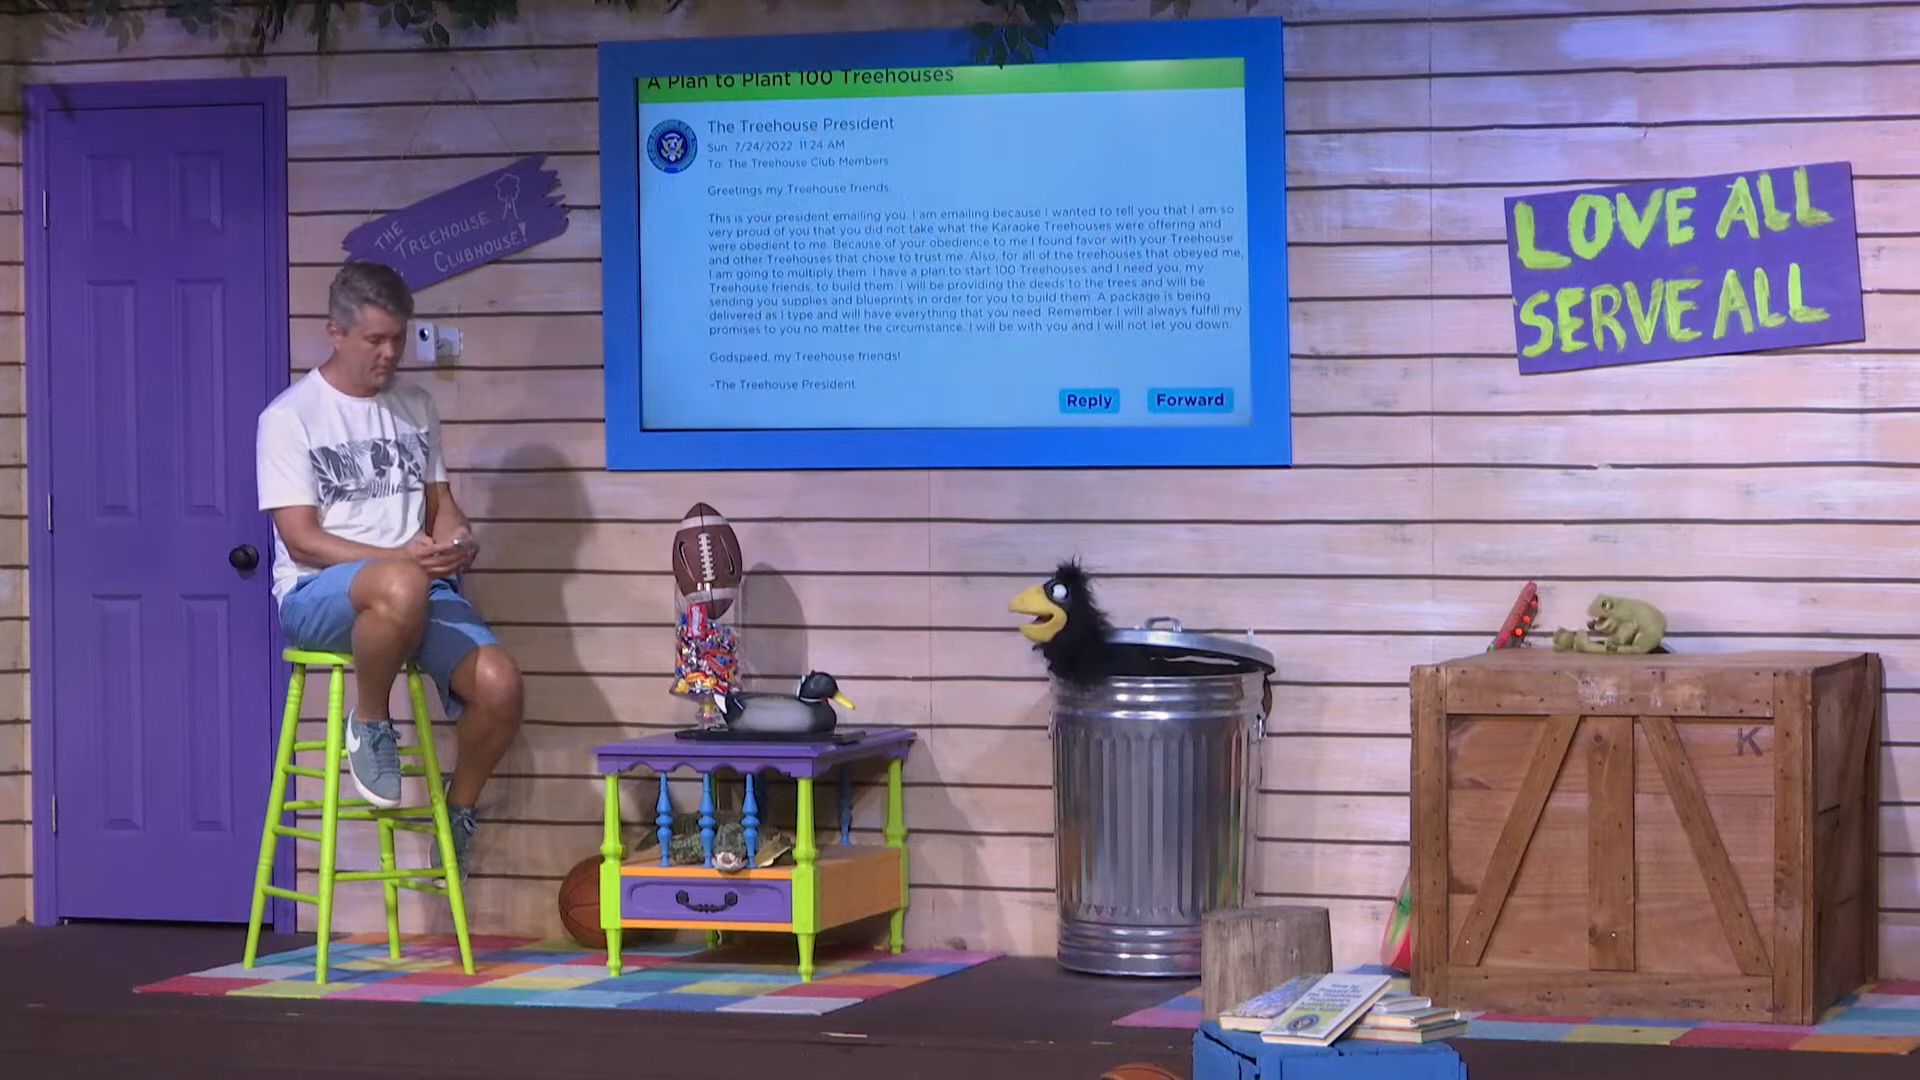 A Plan to Plant 100 Treehouses
The Treehouse President
Sun 7/24/2022 11:24 AM
To: The Treehouse Club Members
Greetings my Treehouse friends,
This is your president emailing you. I am emailing because I wanted to tell you that I am so
very proud of you that you did not take what the Karaoke Treehouses were offering and
were obedient to me. Because of your obedience to me I found favor with your Treehouse
and other Treehouses that chose to trust me. Also, for all of the treehouses that obeyed me,
I am going to multiply them. I have a plan to start 100 Treehouses and I need you, my
Treehouse friends, to build them. I will be providing the deeds to the trees and will be
sending you supplies and blueprints in order for you to build them. A package is being
delivered as I type and will have everything that you need. Remember I will always fulfill my
promises to you no matter the circumstance. I will be with you and I will not let you down.
Godspeed, my Treehouse friends!
-The Treehouse President
Reply
Forward
THE
TREEHOUSE
CLUBHOUSE!
LOVE ALL
SERVE ALL
K